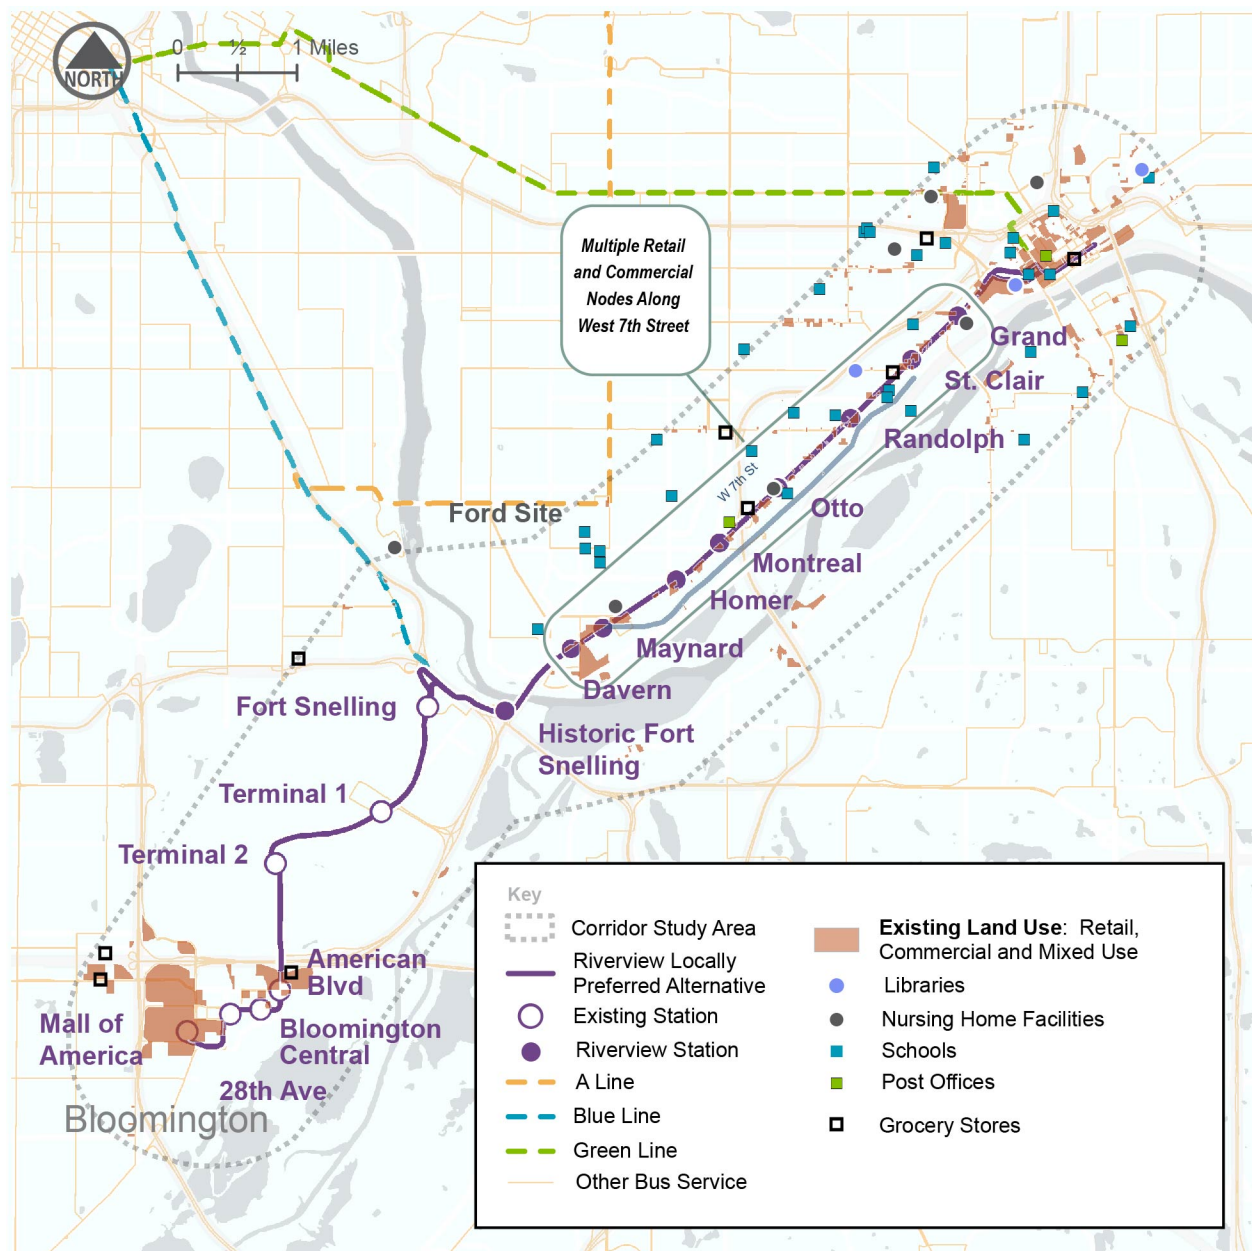 NORTH
0 ½ 1 Miles
Multiple Retail
and Commercial
Nodes Along
West 7th Street
Grand
St. Clair
Randolph
W 7th St
Otto
Ford Site
Montreal
Homer
Maynard
Davern
Fort Snelling
Historic Fort
Snelling
Terminal 1
Terminal 2
American
Blvd
Mall of
America
Bloomington
Central
28th Ave
Bloomington
Key
Corridor Study Area
Riverview Locally
Preferred Alternative
Existing Station
Riverview Station
A Line
Blue Line
Green Line
Other Bus Service
Existing Land Use: Retail,
Commercial and Mixed Use
Libraries
Nursing Home Facilities
Schools
Post Offices
Grocery Stores